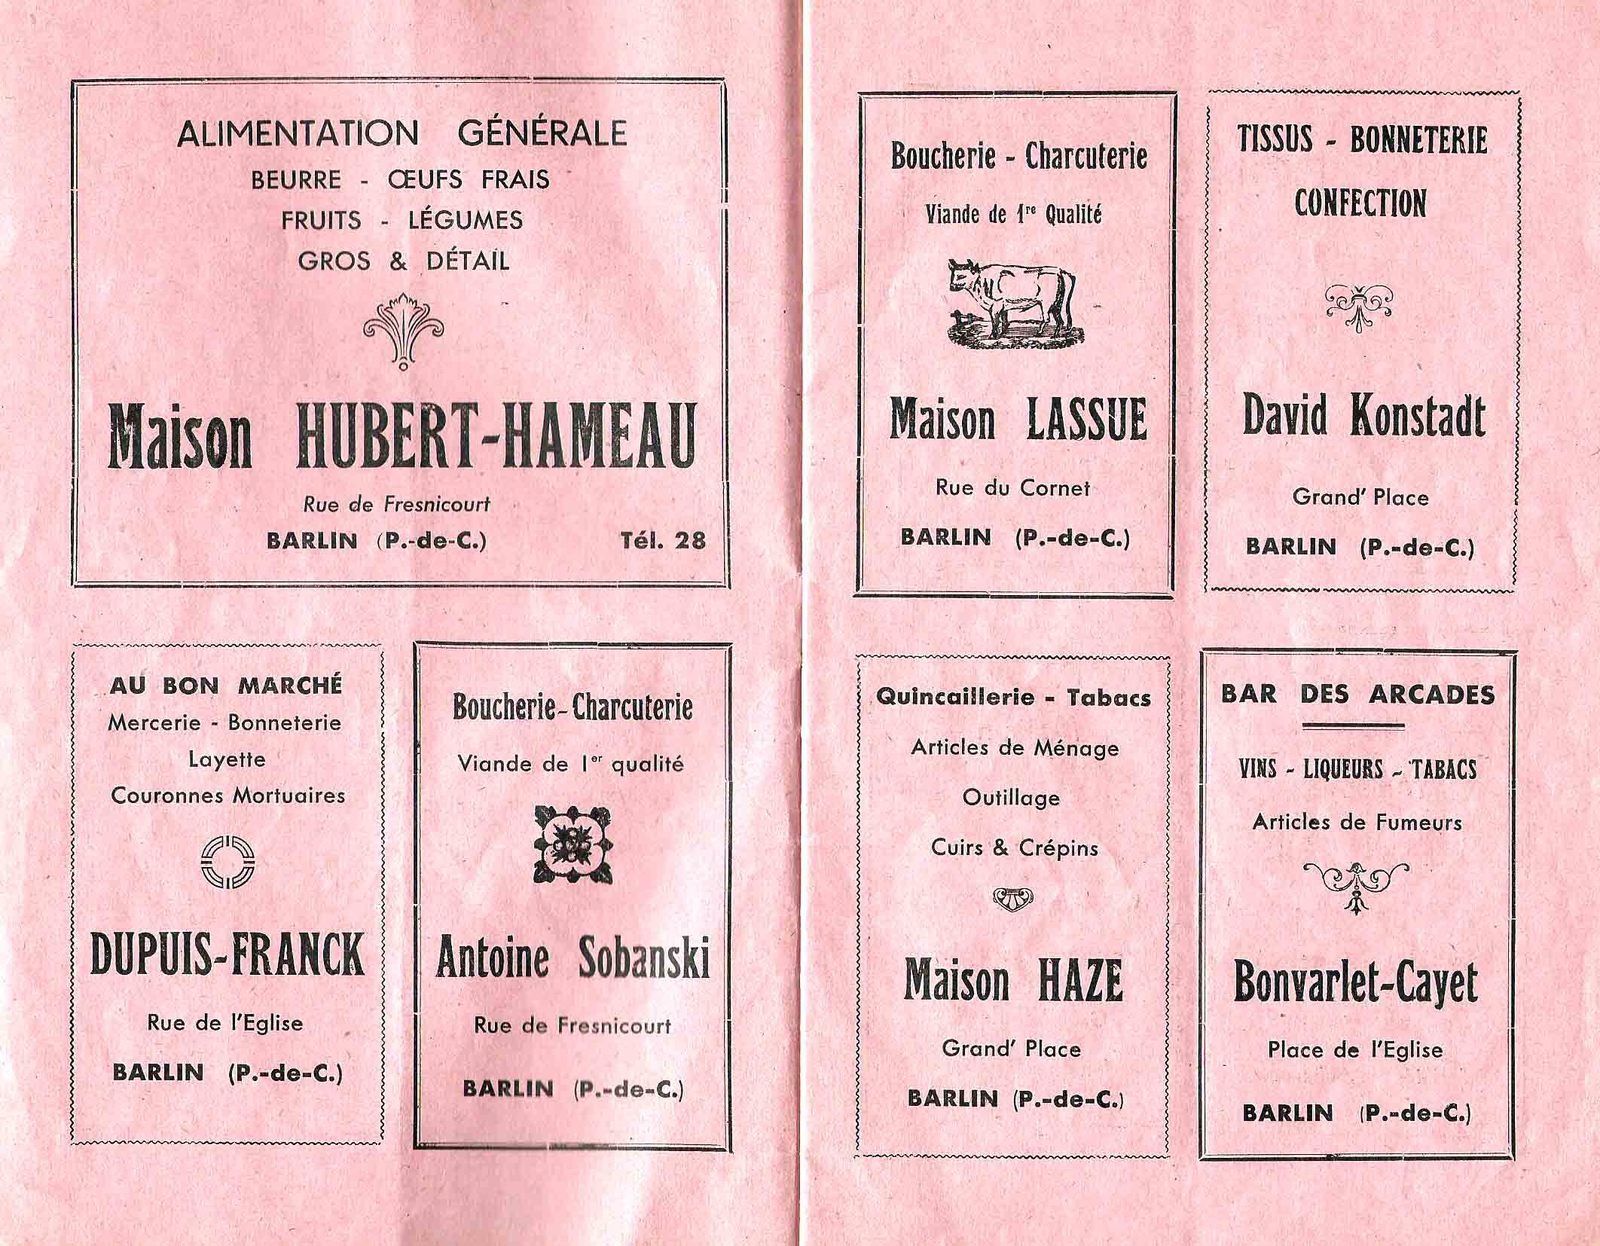 ALIMENTATION GÉNÉRALE
BEURRE - ŒUFS FRAIS
FRUITS - LÉGUMES
GROS & DÉTAIL
Maison HUBERT-HAMEAU
Rue de Fresnicourt
BARLIN (P.-de-C.) Tél. 28
AU BON MARCHÉ
Mercerie - Bonneterie
Layette
Couronnes Mortuaires
DUPUIS-FRANCK
Rue de l'Eglise
BARLIN (P.-de-C.)
Boucherie-Charcuterie
Viande de 1er qualité
Antoine Sobanski
Rue de Fresnicourt
BARLIN (P.-de-C.)
Boucherie - Charcuterie
Viande de 1re Qualité
Maison LASSUE
Rue du Cornet
BARLIN (P.-de-C.)
TISSUS - BONNETERIE
CONFECTION
David Konstadt
Grand' Place
BARLIN (P.-de-C.)
Quincaillerie - Tabacs
Articles de Ménage
Outillage
Cuirs & Crépins
Maison HAZE
Grand' Place
BARLIN (P.-de-C.)
BAR DES ARCADES
VINS - LIQUEURS - TABACS
Articles de Fumeurs
Bonvarlet-Cayet
Place de l'Eglise
BARLIN (P.-de-C.)